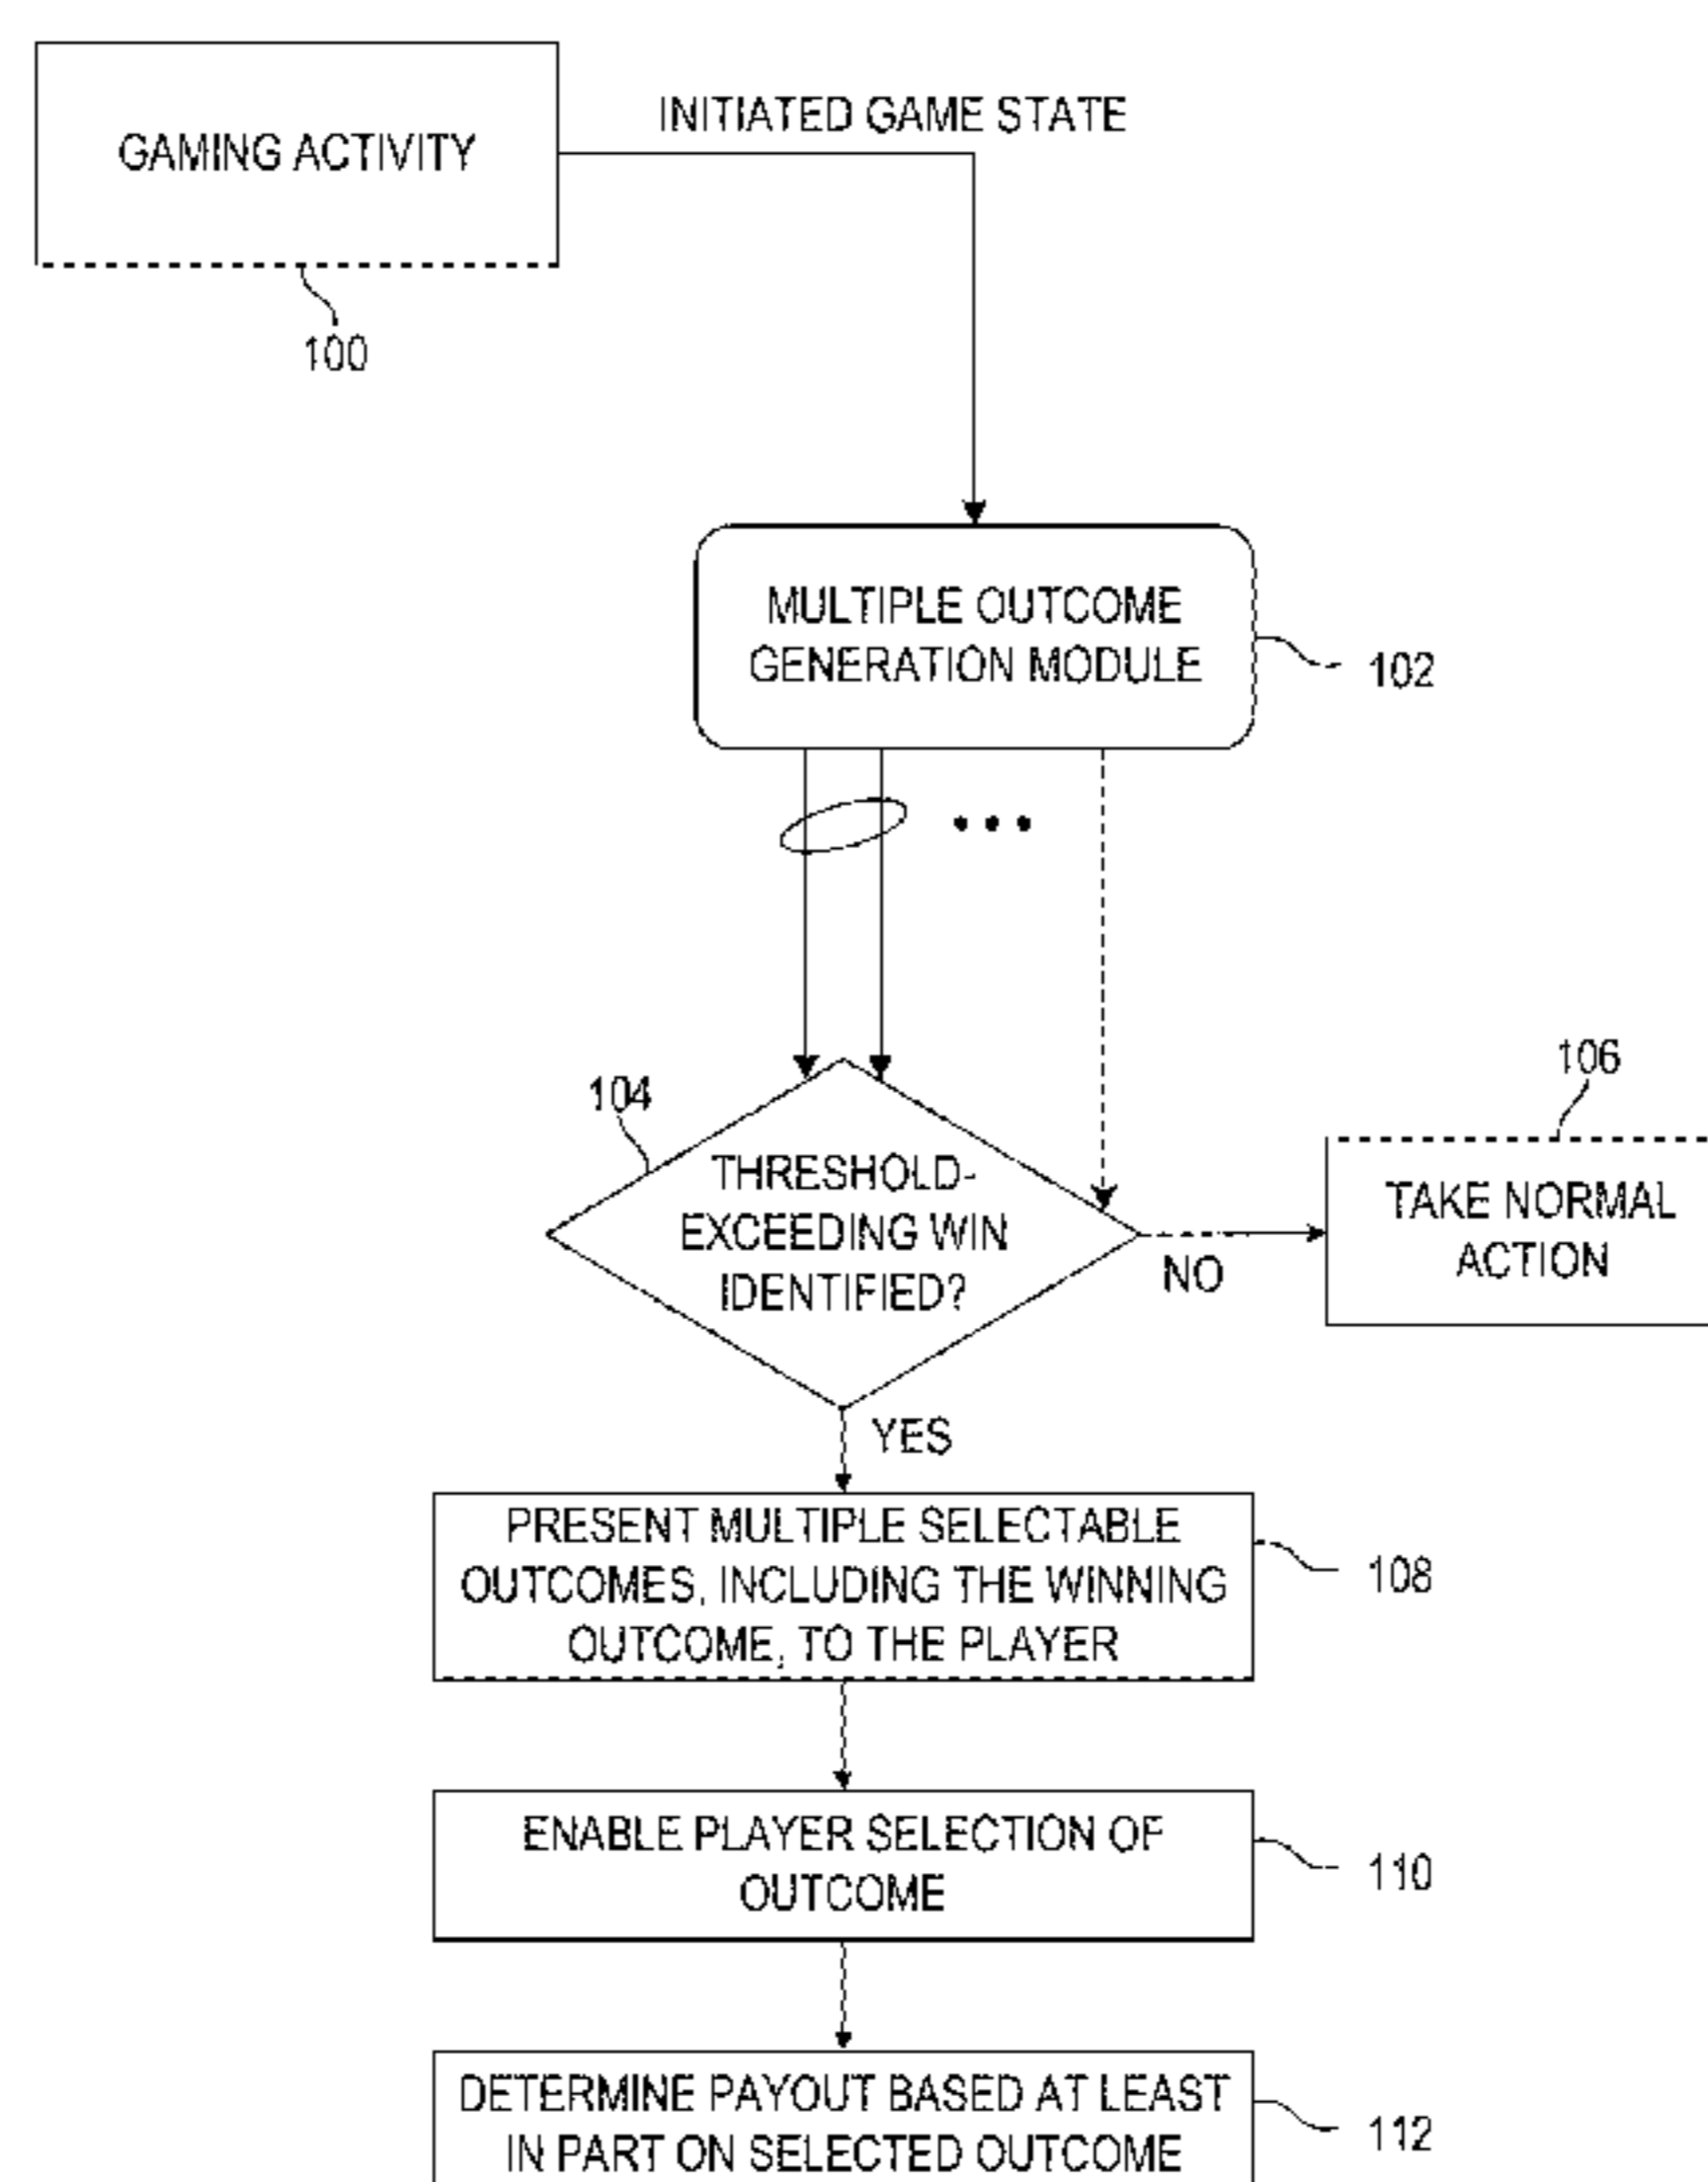 GAMING ACTIVITY
INITIATED GAME STATE
100
MULTIPLE OUTCOME
GENERATION MODULE
102
104
THRESHOLD-
EXCEEDING WIN
IDENTIFIED?
106
TAKE NORMAL
ACTION
NO
YES
PRESENT MULTIPLE SELECTABLE
OUTCOMES, INCLUDING THE WINNING
OUTCOME, TO THE PLAYER
108
ENABLE PLAYER SELECTION OF
OUTCOME
110
DETERMINE PAYOUT BASED AT LEAST
IN PART ON SELECTED OUTCOME
112